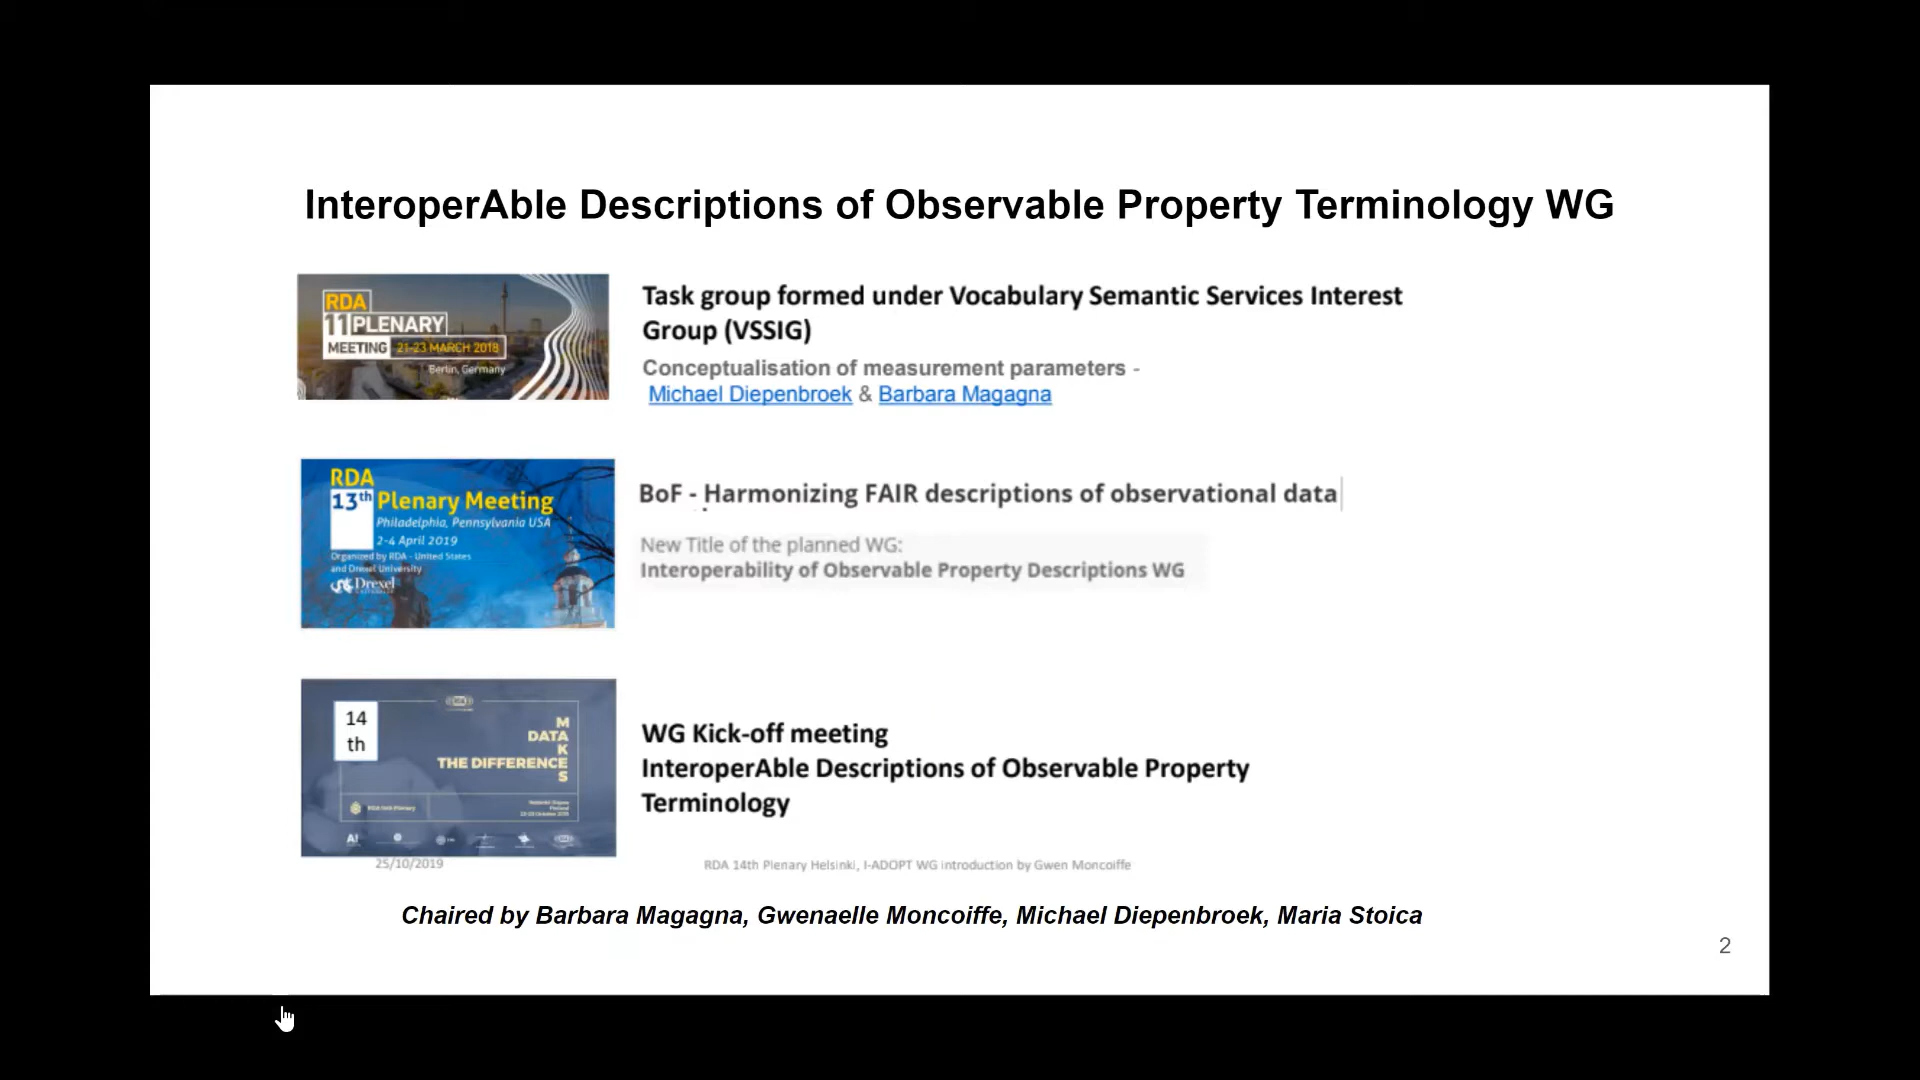 InteroperAble Descriptions of Observable Property Terminology WG
RDA
11 PLENARY
MEETING 21-23 MARCH 2018
Berlin, Germany
Task group formed under Vocabulary Semantic Services Interest
Group (VSSIG)
Conceptualisation of measurement parameters -
Michael Diepenbroek & Barbara Magagna
RDA
13th Plenary Meeting
Philadelphia, Pennsylvania USA
2-4 April 2019
Organized by RDA - United States
and Drexel University
Drexel
UNIVERSITY
BoF - Harmonizing FAIR descriptions of observational data
New Title of the planned WG:
Interoperability of Observable Property Descriptions WG
14
th
DATA
MAKES
THE DIFFERENCE
WG Kick-off meeting
InteroperAble Descriptions of Observable Property
Terminology
25/10/2019
RDA 14th Plenary Helsinki, I-ADOPT WG introduction by Gwen Moncoiffe
Chaired by Barbara Magagna, Gwenaelle Moncoiffe, Michael Diepenbroek, Maria Stoica
2